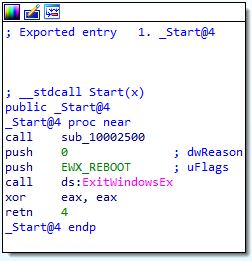 ; Exported entry   1. _Start@4
; __stdcall Start(x)
public _Start@4
_Start@4 proc near
call    sub_10002500
push    0               ; dwReason
push    EWX_REBOOT      ; uFlags
call    ds:ExitWindowsEx
xor     eax, eax
retn    4
_Start@4 endp